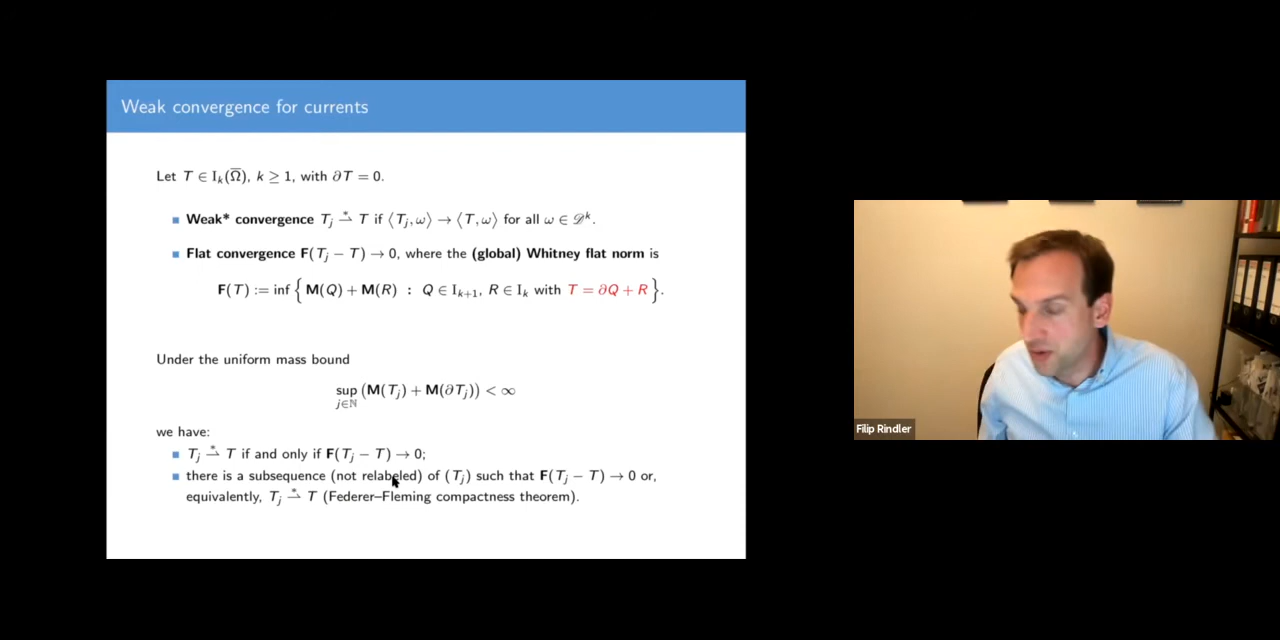 Weak convergence for currents
Let T ∈ I_k(Ω̅), k ≥ 1, with ∂T = 0.
▪ Weak* convergence T_j ⇀* T if ⟨T_j, ω⟩ → ⟨T, ω⟩ for all ω ∈ 𝒟^k.
▪ Flat convergence F(T_j − T) → 0, where the (global) Whitney flat norm is
F(T) := inf { M(Q) + M(R) : Q ∈ I_{k+1}, R ∈ I_k with T = ∂Q + R }.
Under the uniform mass bound
sup_{j∈ℕ} (M(T_j) + M(∂T_j)) < ∞
we have:
▪ T_j ⇀* T if and only if F(T_j − T) → 0;
▪ there is a subsequence (not relabeled) of (T_j) such that F(T_j − T) → 0 or,
equivalently, T_j ⇀* T (Federer–Fleming compactness theorem).
Filip Rindler